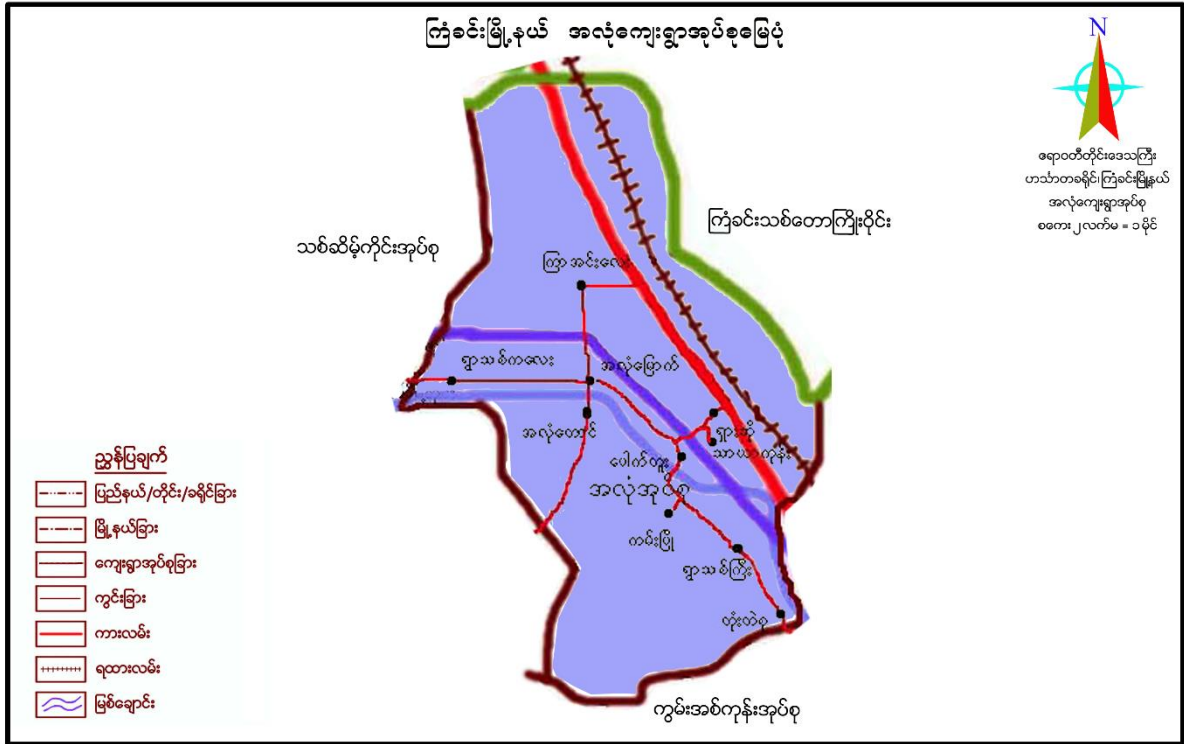 ကြံခင်းမြို့နယ် အလုံကျေးရွာအုပ်စုမြေပုံ
N
ဧရာဝတီတိုင်းဒေသကြီး
ဟင်္သာတခရိုင်၊ကြံခင်းမြို့နယ်
အလုံကျေးရွာအုပ်စု
စကေး၂လက်မ = ၁မိုင်
ကြံခင်းသစ်တောကြိုးဝိုင်း
သစ်ဆိမ့်ကိုင်းအုပ်စု
ကြာအင်းလေး
ရွာသစ်ကလေး
အလုံမြောက်
အလုံတောင်
ရှားဆို
သာယာကုန်း
ပေါက်တူး
အလုံအုပ်စု
ကမ်းပြို
ရွာသစ်ကြီး
တုံးတဲစု
ကွမ်းအစ်ကုန်းအုပ်စု
ညွှန်ပြချက်
ပြည်နယ်/တိုင်း/ခရိုင်ခြား
မြို့နယ်ခြား
ကျေးရွာအုပ်စုခြား
ကွင်းခြား
ကားလမ်း
ရထားလမ်း
မြစ်ချောင်း